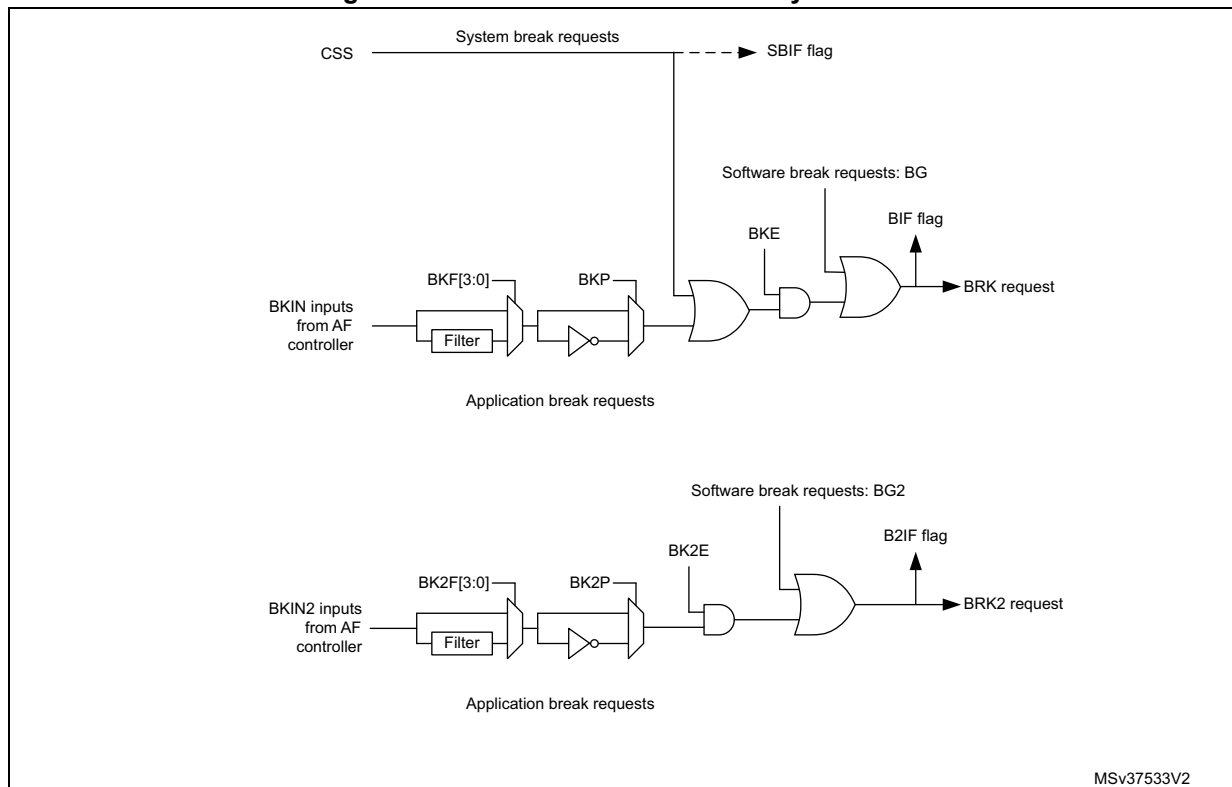 System break requests
CSS
SBIF flag
Software break requests: BG
BIF flag
BKE
BKF[3:0]
BKP
BRK request
BKIN inputs
from AF
controller
Filter
Application break requests
Software break requests: BG2
B2IF flag
BK2E
BK2F[3:0]
BK2P
BRK2 request
BKIN2 inputs
from AF
controller
Filter
Application break requests
MSv37533V2